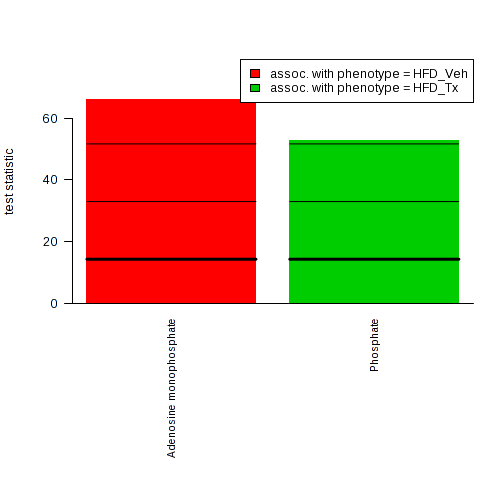 assoc. with phenotype = HFD_Veh
assoc. with phenotype = HFD_Tx
test statistic
60
40
20
0
Adenosine monophosphate
Phosphate